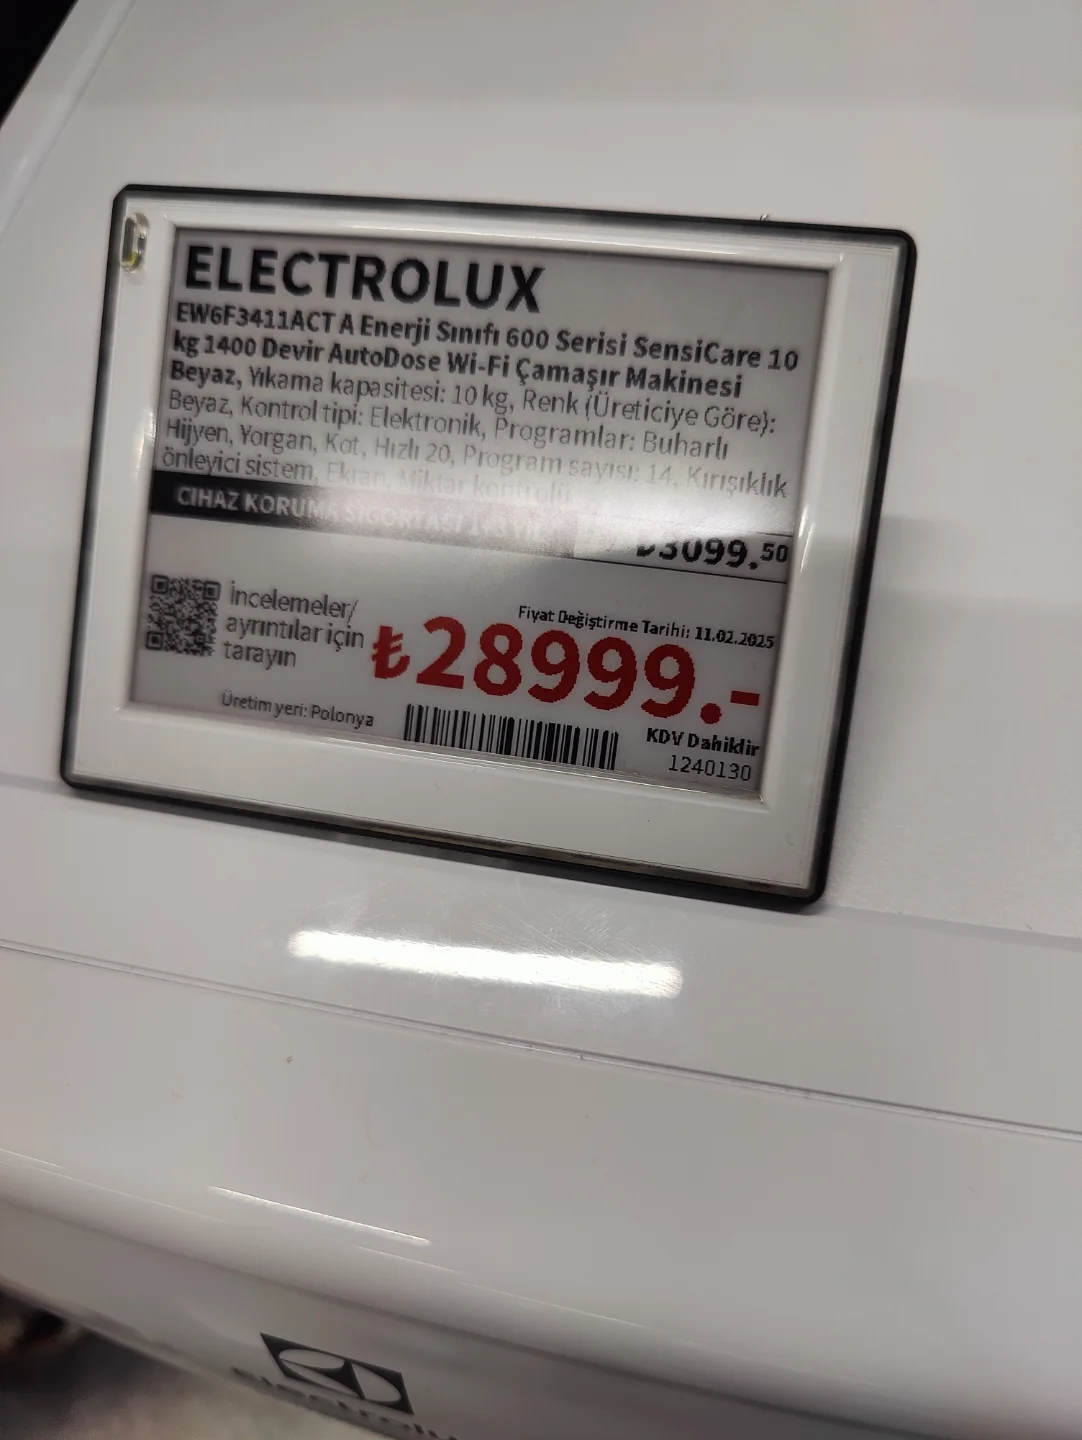 ELECTROLUX
EW6F3411ACT A Enerji Sınıfı 600 Serisi SensiCare 10
kg 1400 Devir AutoDose Wi-Fi Çamaşır Makinesi
Beyaz, Yıkama kapasitesi: 10 kg, Renk (Üreticiye Göre):
Beyaz, Kontrol tipi: Elektronik, Programlar: Buharlı
Hijyen, Yorgan, Kot, Hızlı 20, Program sayısı: 14, Kırışıklık
önleyici sistem, Ekran, Miktar kontrolü
CIHAZ KORUMA SIGORTASI
₺3099.50
Fiyat Değiştirme Tarihi: 11.02.2025
İncelemeler/
ayrıntılar için
tarayın
₺28999.-
Üretim yeri: Polonya
KDV Dahildir
1240130
Electrolux